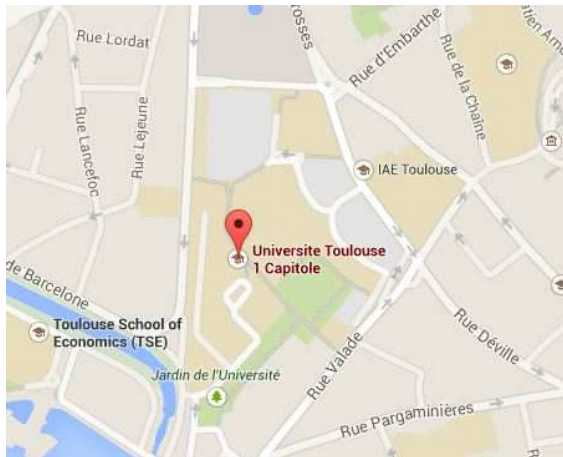 Rue Lordat
Rue Lancefoc
Rue Lejeune
Rue d'Embarthe
Rue de la Chaîne
IAE Toulouse
Universite Toulouse
1 Capitole
de Barcelone
Toulouse School of
Economics (TSE)
Jardin de l'Université
Rue Valade
Rue Déville
Rue Pargaminières